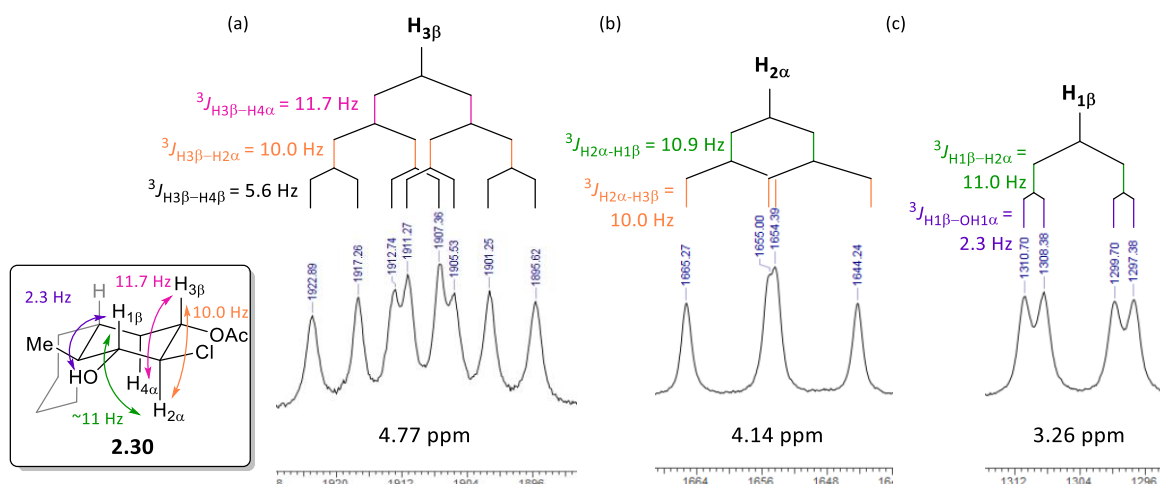 (a)
H3β
³JH3β–H4α = 11.7 Hz
³JH3β–H2α = 10.0 Hz
³JH3β–H4β = 5.6 Hz
1922.89
1917.26
1912.74
1911.27
1907.36
1905.53
1901.25
1895.62
4.77 ppm
1920
1912
1904
1896
(b)
H2α
³JH2α-H1β = 10.9 Hz
³JH2α-H3β =
10.0 Hz
1665.27
1655.00
1654.39
1644.24
4.14 ppm
1664
1656
1648
(c)
H1β
³JH1β–H2α =
11.0 Hz
³JH1β–OH1α =
2.3 Hz
1310.70
1308.38
1299.70
1297.38
3.26 ppm
1312
1304
1296
11.7 Hz
H
H3β
2.3 Hz
H1β
10.0 Hz
OAc
Me
Cl
HO
H4α
H2α
~11 Hz
2.30